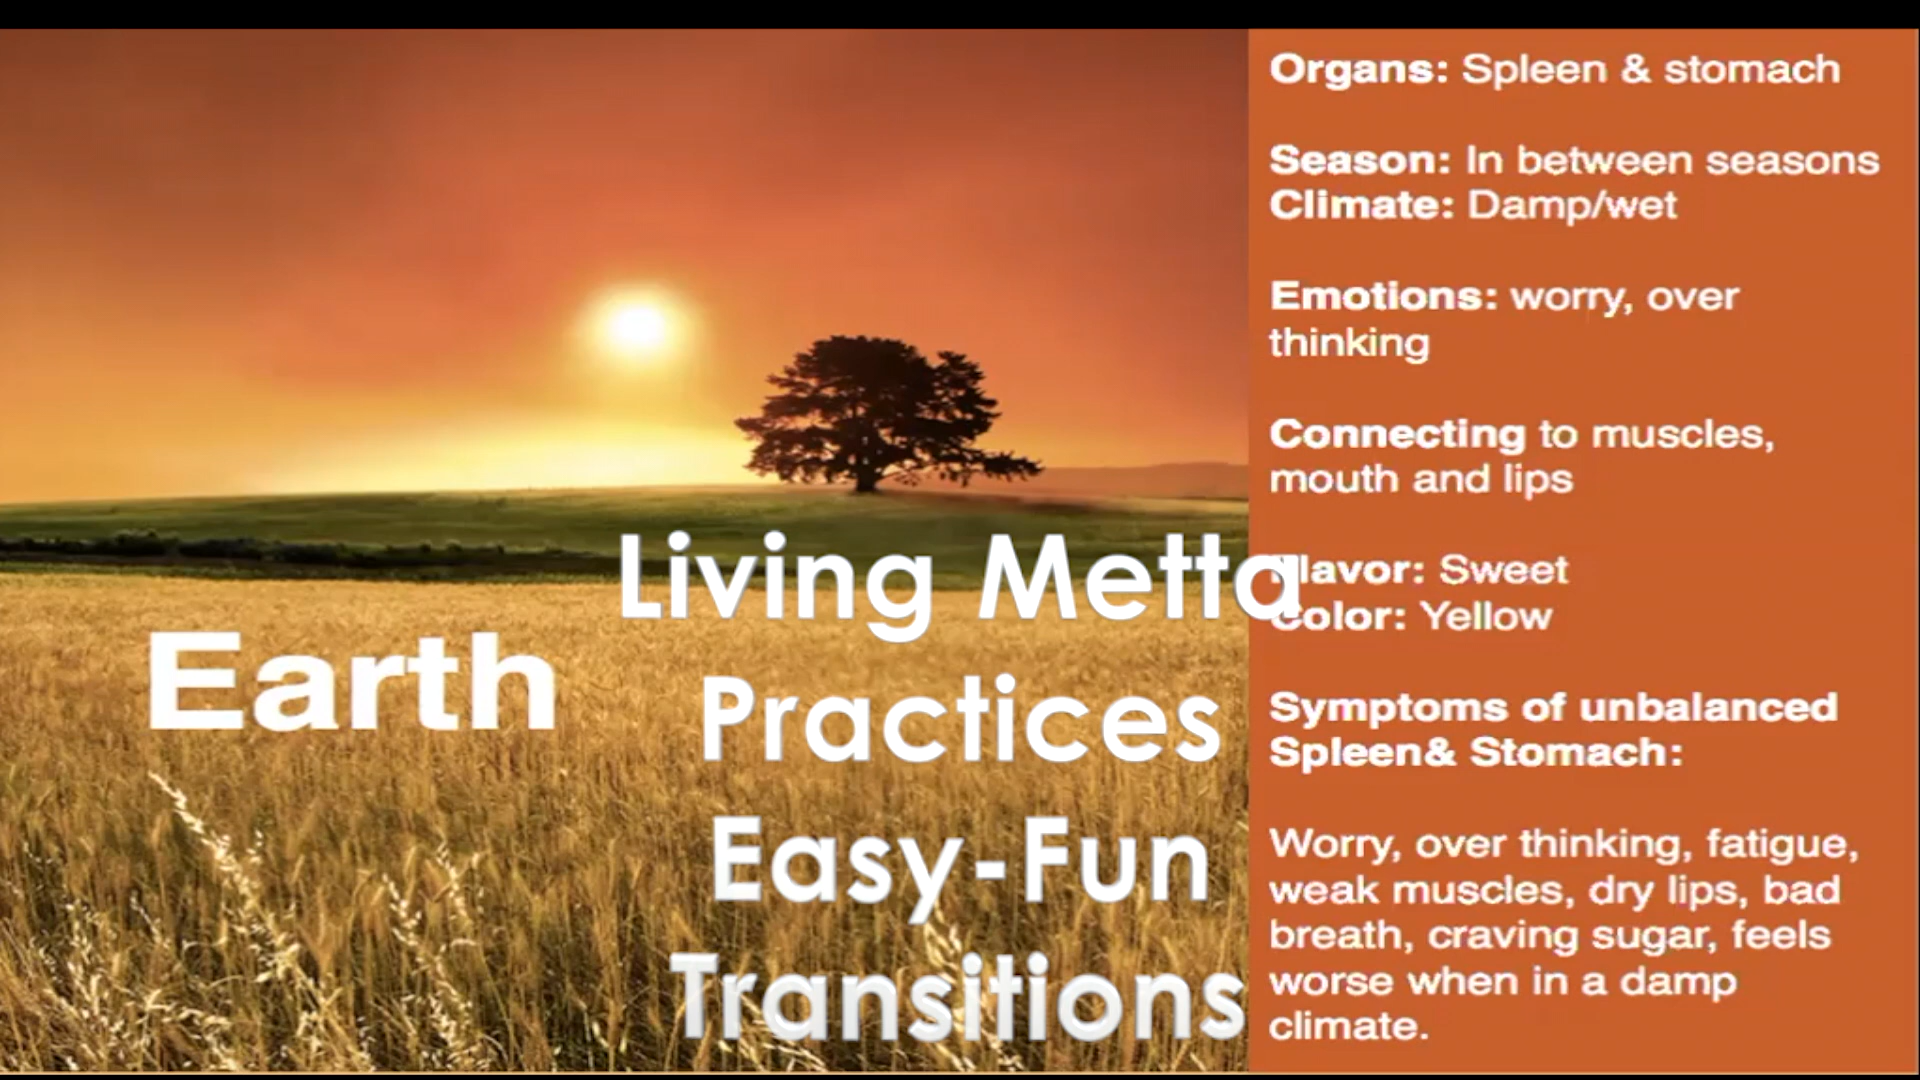 Earth
Living Metta
Practices
Easy-Fun
Transitions
Organs: Spleen & stomach
Season: In between seasons
Climate: Damp/wet
Emotions: worry, over
thinking
Connecting to muscles,
mouth and lips
Flavor: Sweet
Color: Yellow
Symptoms of unbalanced
Spleen& Stomach:
Worry, over thinking, fatigue,
weak muscles, dry lips, bad
breath, craving sugar, feels
worse when in a damp
climate.